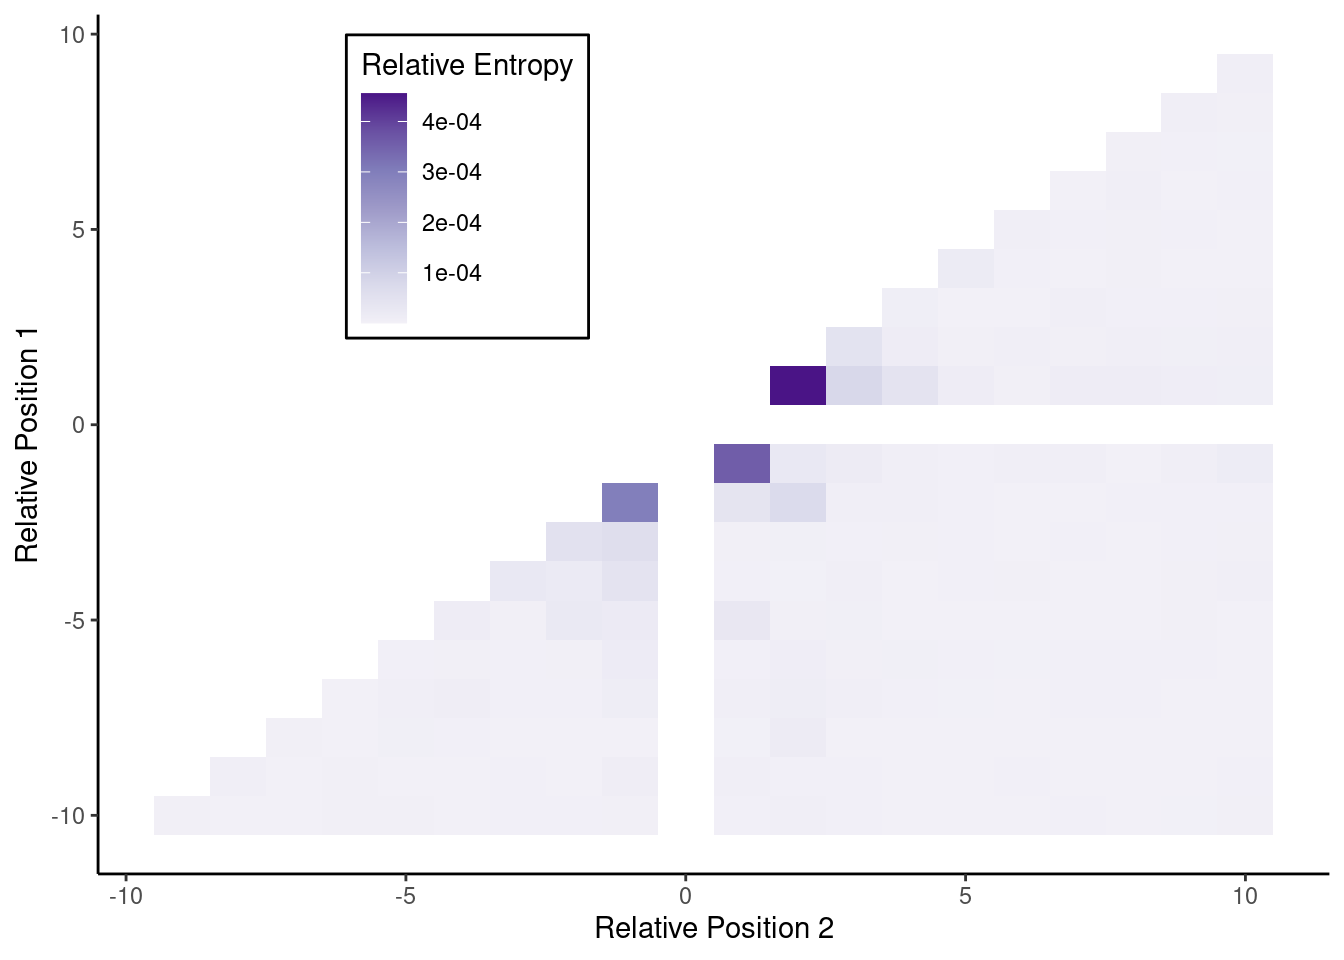 Relative Entropy
4e-04
3e-04
2e-04
1e-04
10
5
0
-5
-10
Relative Position 1
-10
-5
0
5
10
Relative Position 2